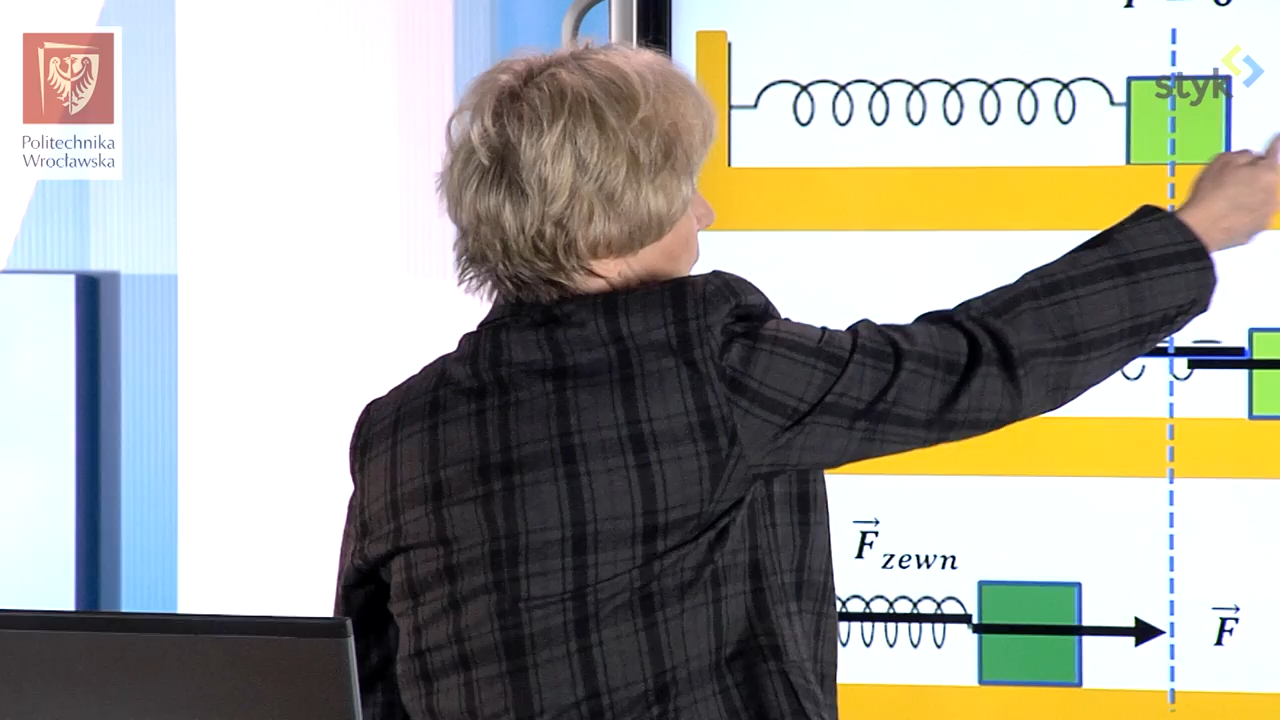 Politechnika
Wrocławska
styk
F zewn
F